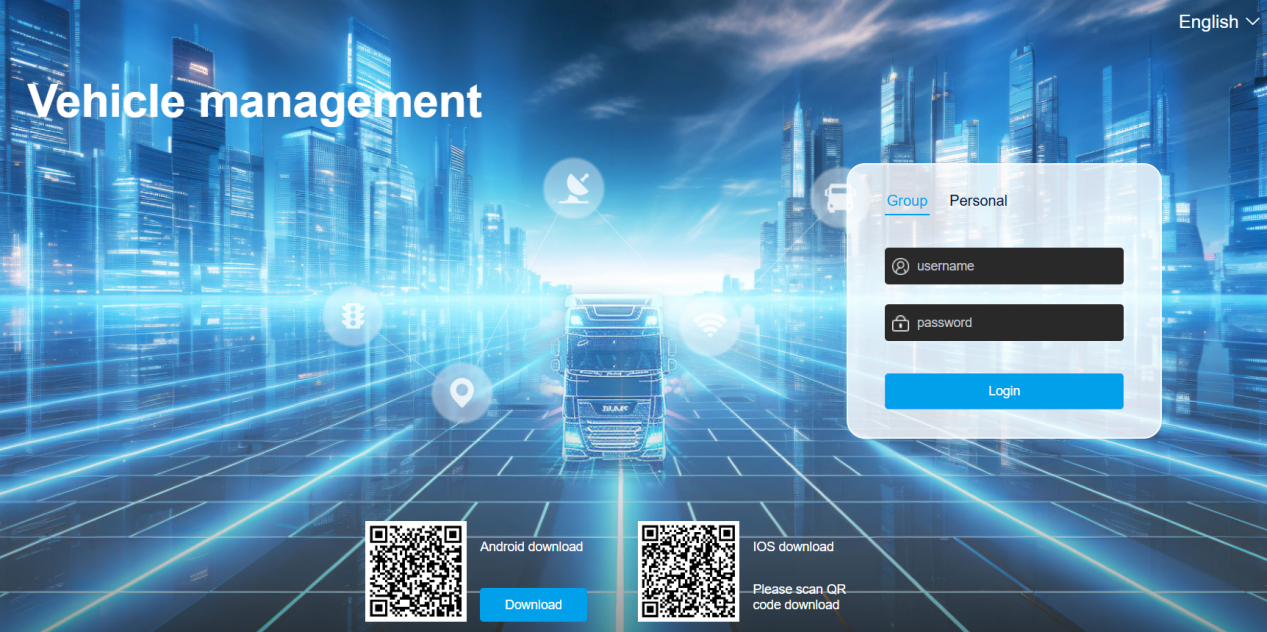 English
Vehicle management
Group Personal
username
password
Login
Android download
Download
IOS download
Please scan QR
code download